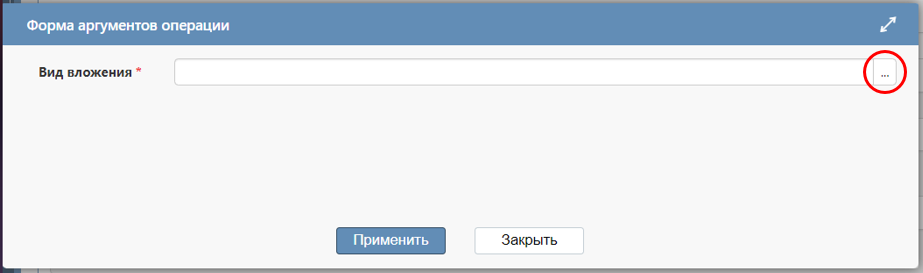 Форма аргументов операции
Вид вложения *
...
Применить Закрыть